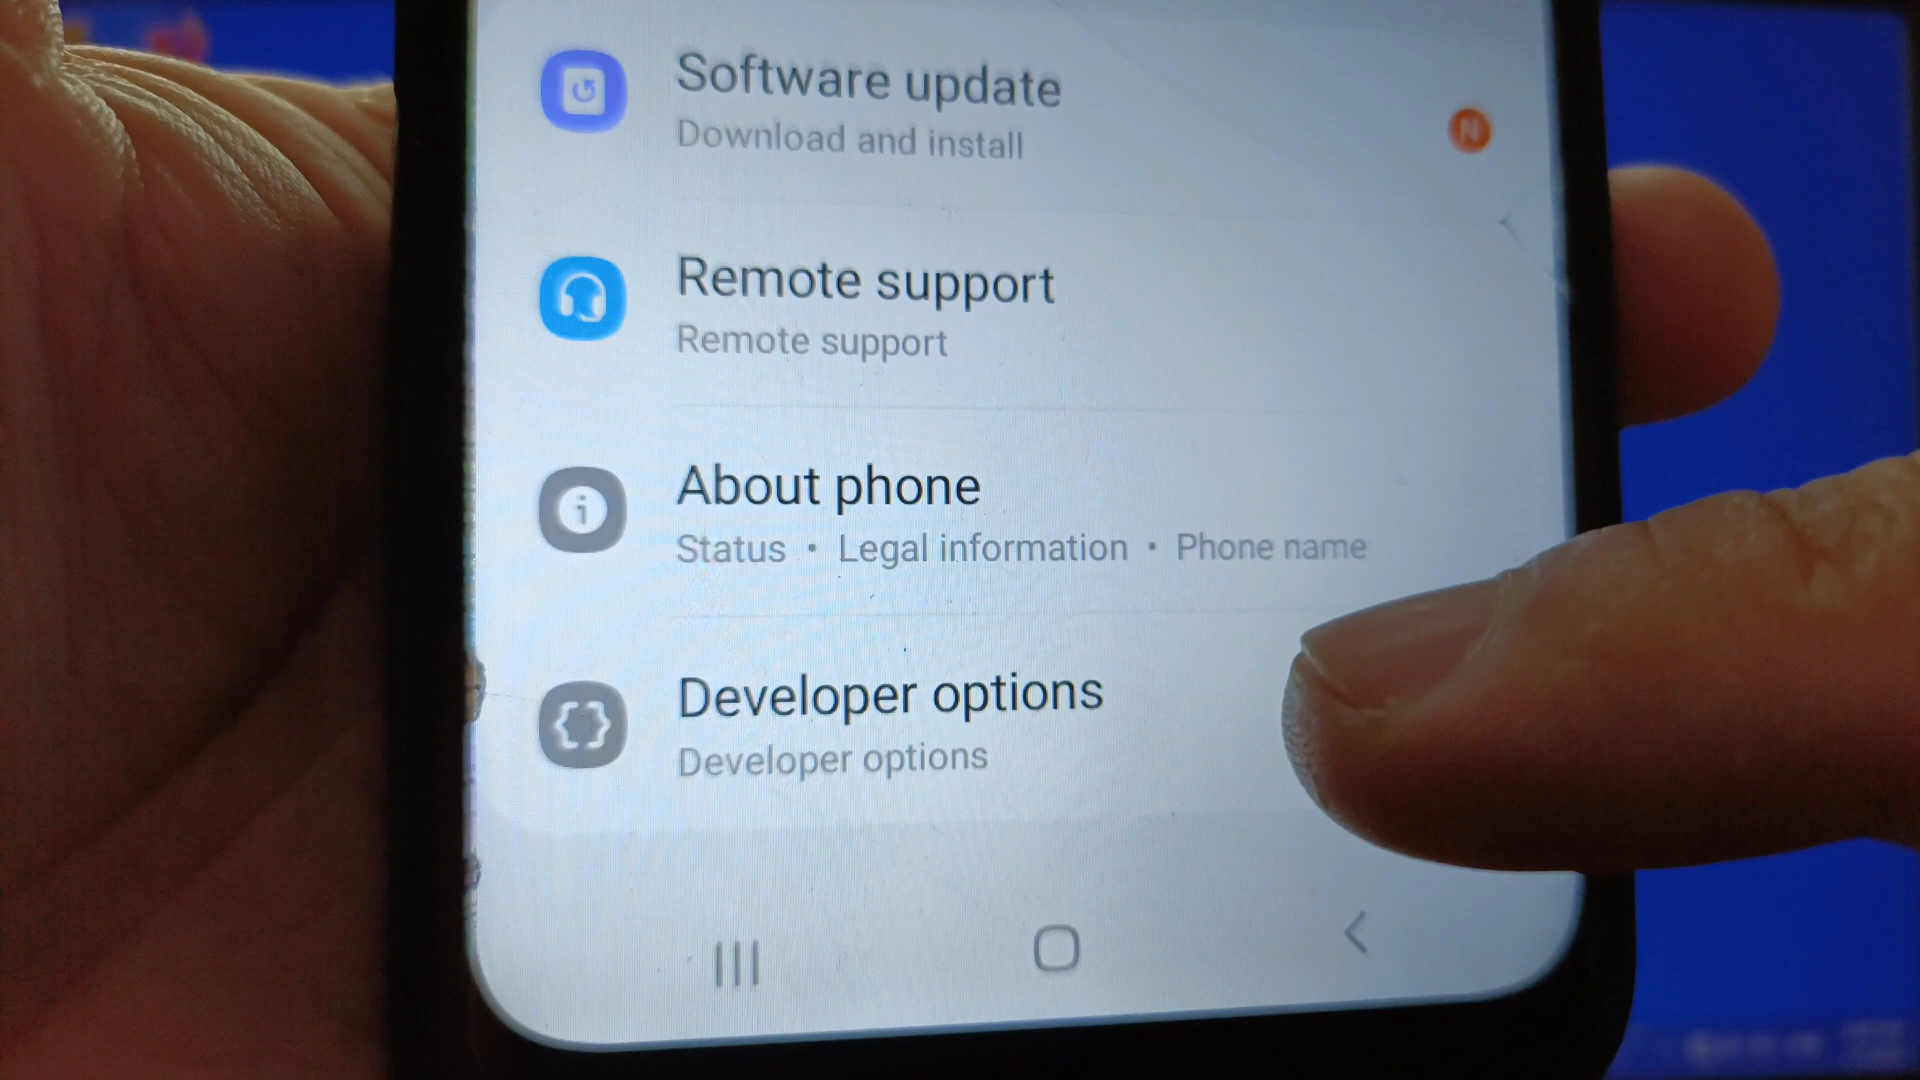 Software update
Download and install
N
Remote support
Remote support
About phone
Status • Legal information • Phone name
Developer options
Developer options